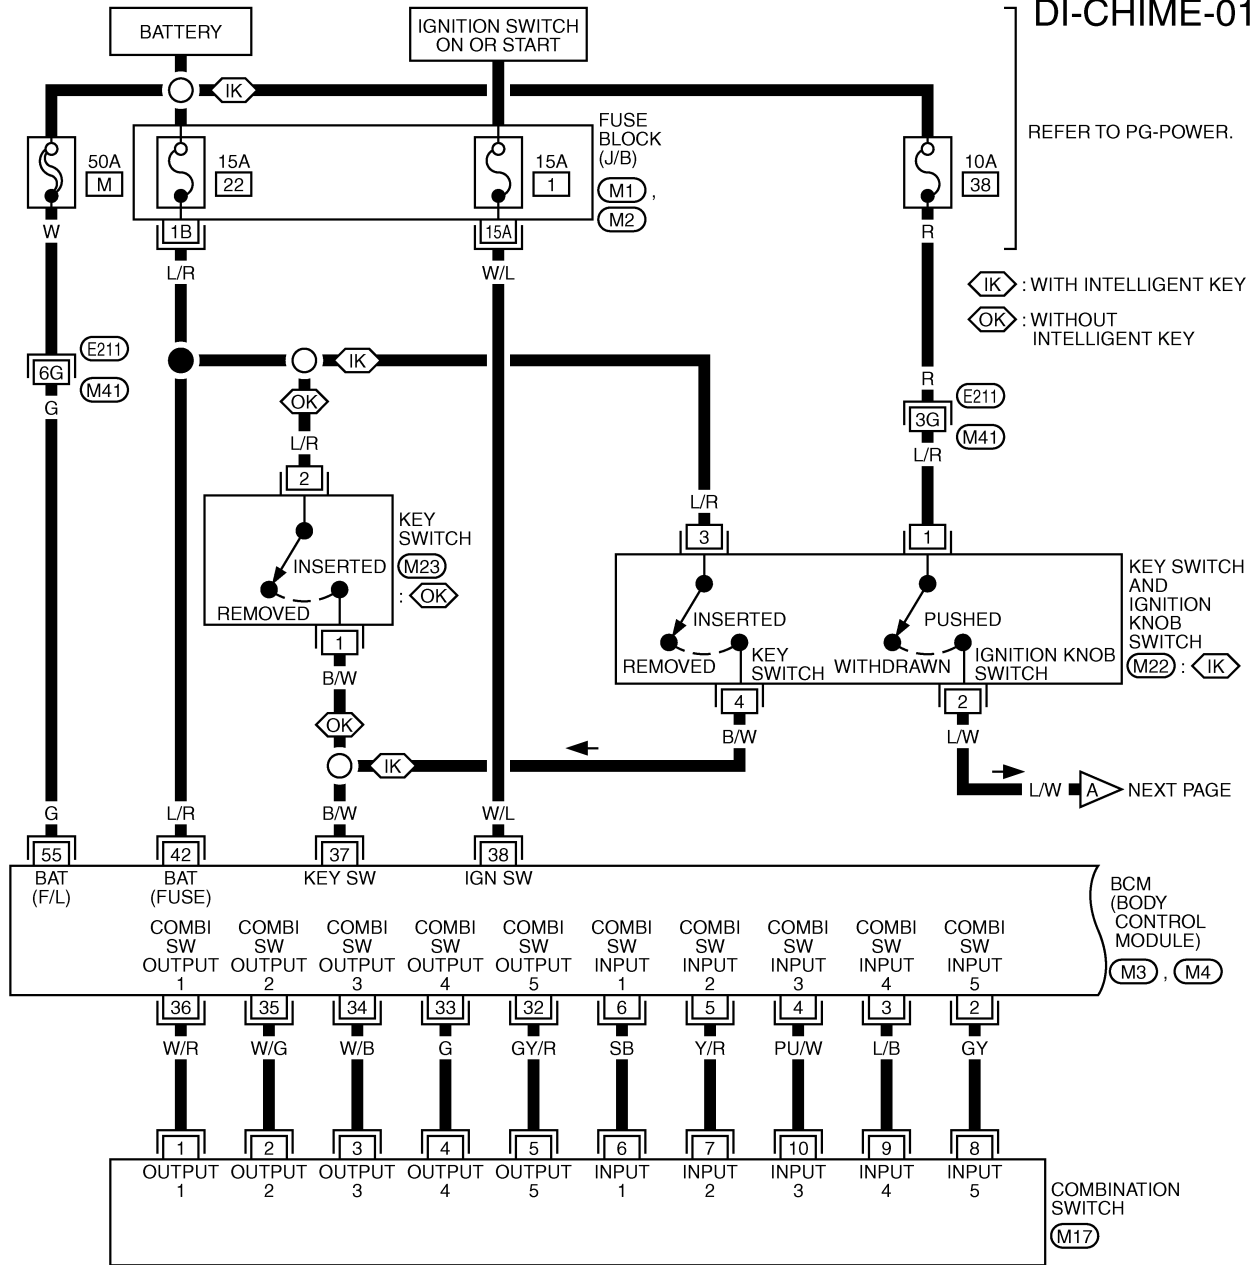 DI-CHIME-01
BATTERY
IGNITION SWITCH
ON OR START
IK
REFER TO PG-POWER.
FUSE
BLOCK
(J/B)
M1 ,
M2
50A
M
15A
22
15A
1
10A
38
W
1B
15A
R
L/R
W/L
IK : WITH INTELLIGENT KEY
OK : WITHOUT
INTELLIGENT KEY
E211
6G
M41
G
IK
OK
L/R
2
R
E211
3G
M41
L/R
L/R
3
1
KEY
SWITCH
M23
: OK
INSERTED
REMOVED
1
B/W
OK
IK
B/W
INSERTED
REMOVED
KEY
SWITCH
PUSHED
WITHDRAWN
IGNITION KNOB
SWITCH
KEY SWITCH
AND
IGNITION
KNOB
SWITCH
M22 : IK
4
2
B/W
L/W
L/W
A
NEXT PAGE
G
L/R
W/L
55
42
37
38
BAT
(F/L)
BAT
(FUSE)
KEY SW
IGN SW
BCM
(BODY
CONTROL
MODULE)
M3 , M4
COMBI
SW
OUTPUT
1
COMBI
SW
OUTPUT
2
COMBI
SW
OUTPUT
3
COMBI
SW
OUTPUT
4
COMBI
SW
OUTPUT
5
COMBI
SW
INPUT
1
COMBI
SW
INPUT
2
COMBI
SW
INPUT
3
COMBI
SW
INPUT
4
COMBI
SW
INPUT
5
36
35
34
33
32
6
5
4
3
2
W/R
W/G
W/B
G
GY/R
SB
Y/R
PU/W
L/B
GY
1
2
3
4
5
6
7
10
9
8
OUTPUT
1
OUTPUT
2
OUTPUT
3
OUTPUT
4
OUTPUT
5
INPUT
1
INPUT
2
INPUT
3
INPUT
4
INPUT
5
COMBINATION
SWITCH
M17